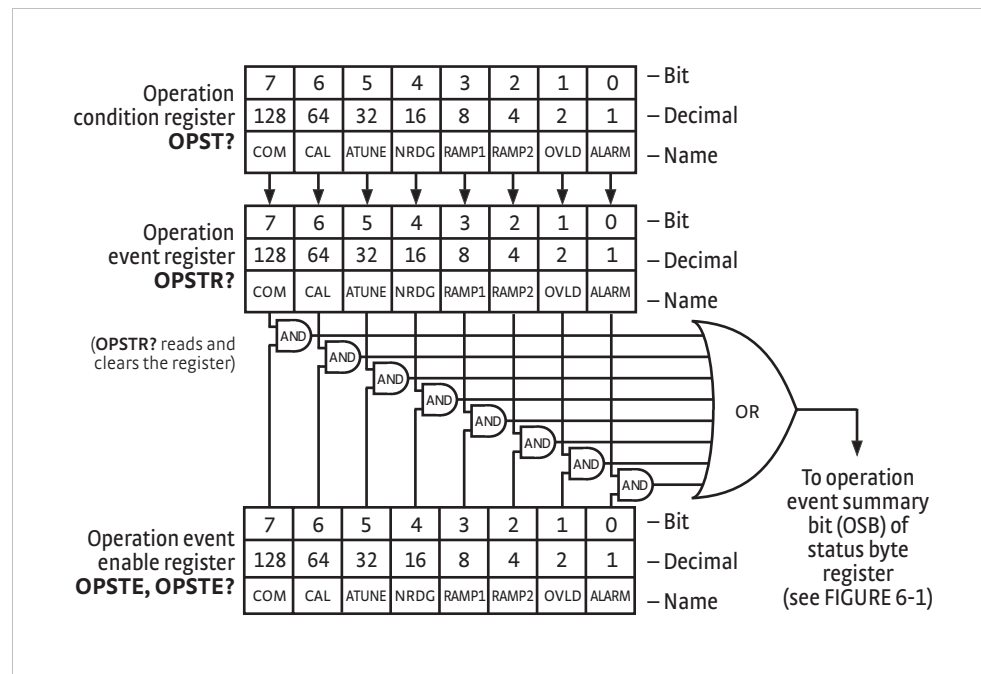 Operation
condition register
OPST?
7 6 5 4 3 2 1 0 – Bit
128 64 32 16 8 4 2 1 – Decimal
COM CAL ATUNE NRDG RAMP1 RAMP2 OVLD ALARM – Name
Operation
event register
OPSTR?
7 6 5 4 3 2 1 0 – Bit
128 64 32 16 8 4 2 1 – Decimal
COM CAL ATUNE NRDG RAMP1 RAMP2 OVLD ALARM – Name
(OPSTR? reads and
clears the register)
AND
AND
AND
AND
AND
AND
AND
AND
OR
To operation
event summary
bit (OSB) of
status byte
register
(see FIGURE 6-1)
Operation event
enable register
OPSTE, OPSTE?
7 6 5 4 3 2 1 0 – Bit
128 64 32 16 8 4 2 1 – Decimal
COM CAL ATUNE NRDG RAMP1 RAMP2 OVLD ALARM – Name